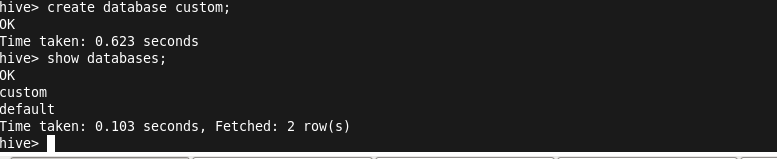 hive> create database custom;
OK
Time taken: 0.623 seconds
hive> show databases;
OK
custom
default
Time taken: 0.103 seconds, Fetched: 2 row(s)
hive>